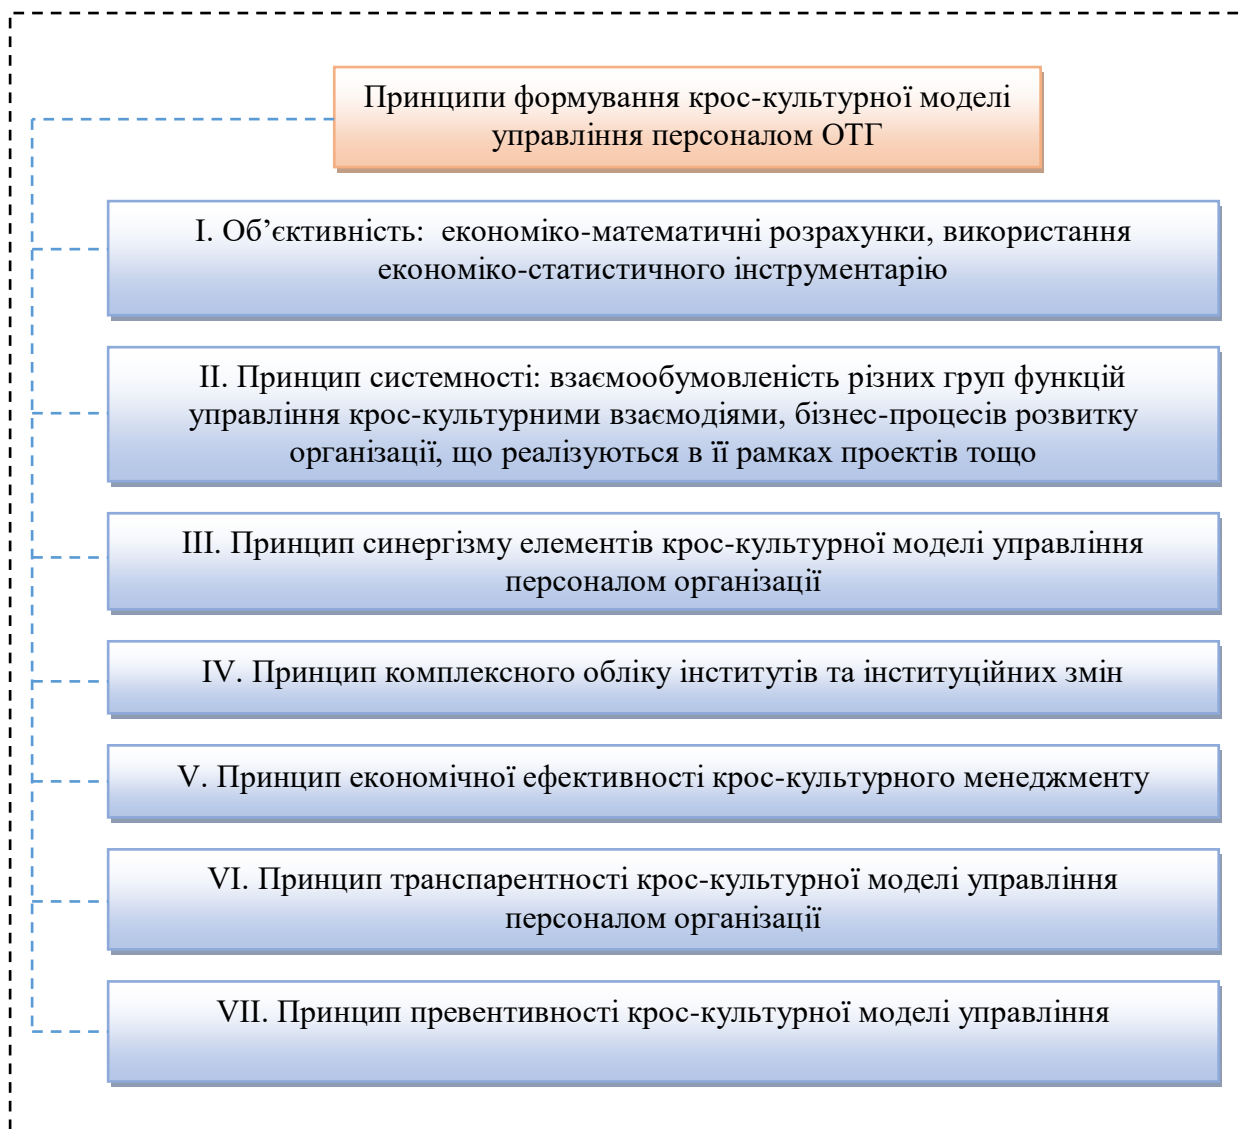 Принципи формування крос-культурної моделі
управління персоналом ОТГ
I. Об’єктивність:  економіко-математичні розрахунки, використання
економіко-статистичного інструментарію
II. Принцип системності: взаємообумовленість різних груп функцій
управління крос-культурними взаємодіями, бізнес-процесів розвитку
організації, що реалізуються в її рамках проектів тощо
III. Принцип синергізму елементів крос-культурної моделі управління
персоналом організації
IV. Принцип комплексного обліку інститутів та інституційних змін
V. Принцип економічної ефективності крос-культурного менеджменту
VI. Принцип транспарентності крос-культурної моделі управління
персоналом організації
VII. Принцип превентивності крос-культурної моделі управління